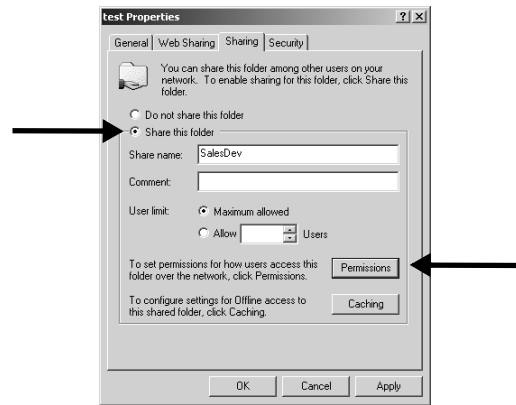 test Properties
General Web Sharing Sharing Security
You can share this folder among other users on your
network. To enable sharing for this folder, click Share this
folder.
Do not share this folder
Share this folder
Share name: SalesDev
Comment:
User limit: Maximum allowed
Allow Users
To set permissions for how users access this
folder over the network, click Permissions.
Permissions
To configure settings for Offline access to
this shared folder, click Caching.
Caching
OK Cancel Apply